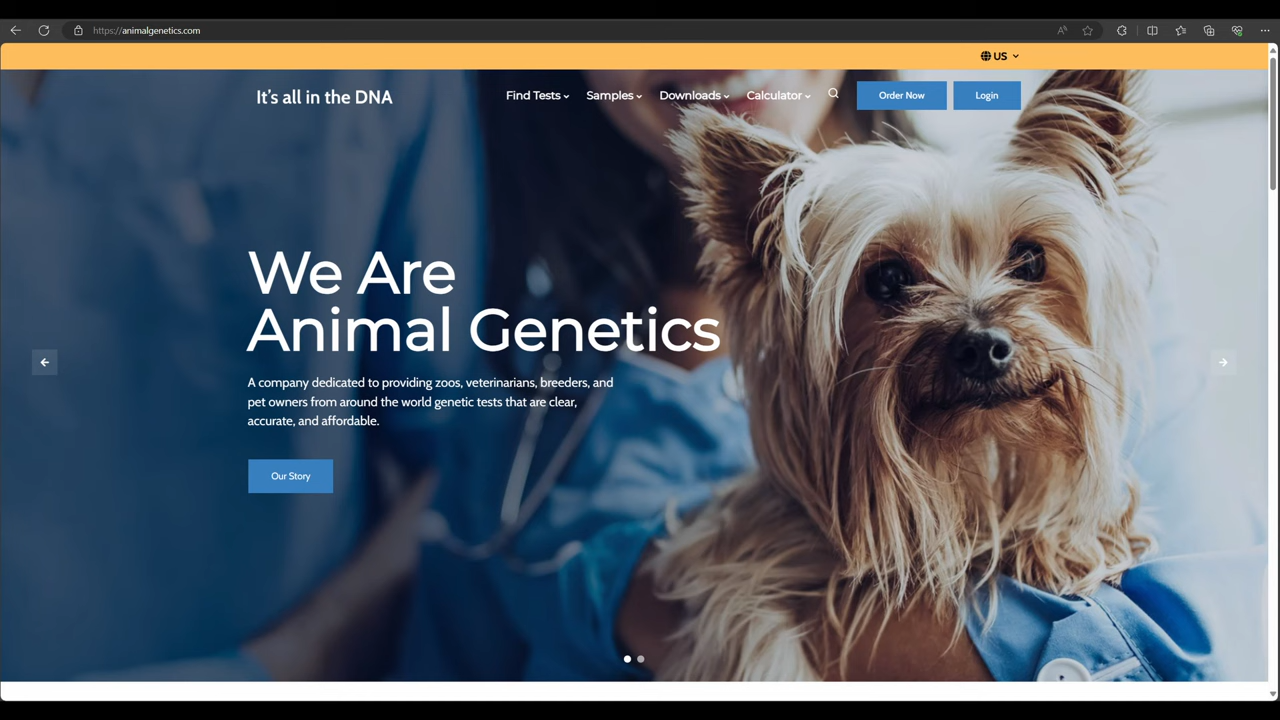 https://animalgenetics.com
US
It's all in the DNA
Find Tests
Samples
Downloads
Calculator
Order Now
Login
We Are
Animal Genetics
A company dedicated to providing zoos, veterinarians, breeders, and
pet owners from around the world genetic tests that are clear,
accurate, and affordable.
Our Story